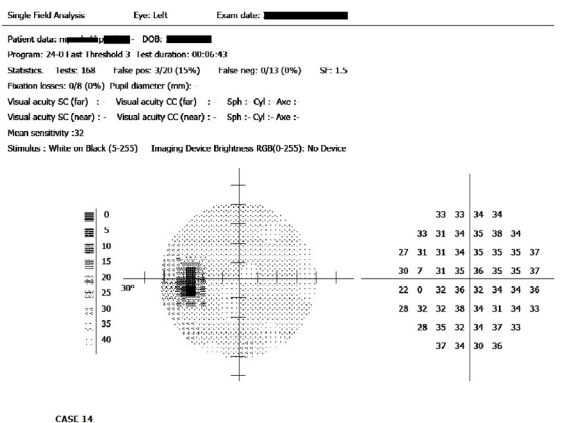 Single Field Analysis Eye: Left Exam date:
Patient data: - DOB:
Program: 24-0 Fast Threshold 3 Test duration: 00:06:43
Statistics. Tests: 168 False pos: 3/20 (15%) False neg: 0/13 (0%) SF: 1.5
Fixation losses: 0/8 (0%) Pupil diameter (mm): -
Visual acuity SC (far) : - Visual acuity CC (far) : - Sph :- Cyl :- Axe :-
Visual acuity SC (near) : - Visual acuity CC (near) : - Sph :- Cyl :- Axe :-
Mean sensitivity :32
Stimulus : White on Black (5-255) Imaging Device Brightness RGB(0-255): No Device
0
5
10
15
20
25
30
35
40
30°
33 33 34 34
33 31 34 35 38 34
27 31 31 34 35 35 35 37
30 7 31 35 36 35 35 37
22 0 32 36 32 34 34 36
28 32 32 38 34 31 34 33
28 35 32 34 37 33
37 34 30 36
CASE 14